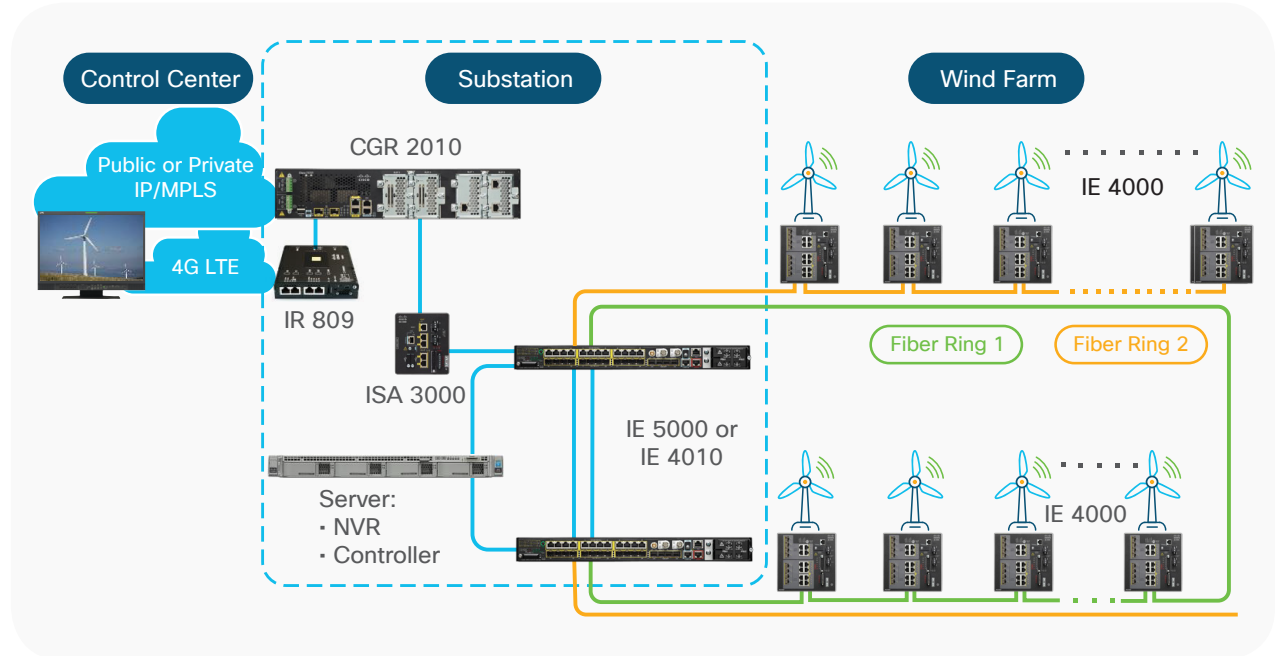 Control Center
Substation
Wind Farm
Public or Private
IP/MPLS
4G LTE
CGR 2010
IR 809
ISA 3000
IE 5000 or
IE 4010
Server:
· NVR
· Controller
IE 4000
Fiber Ring 1
Fiber Ring 2
IE 4000